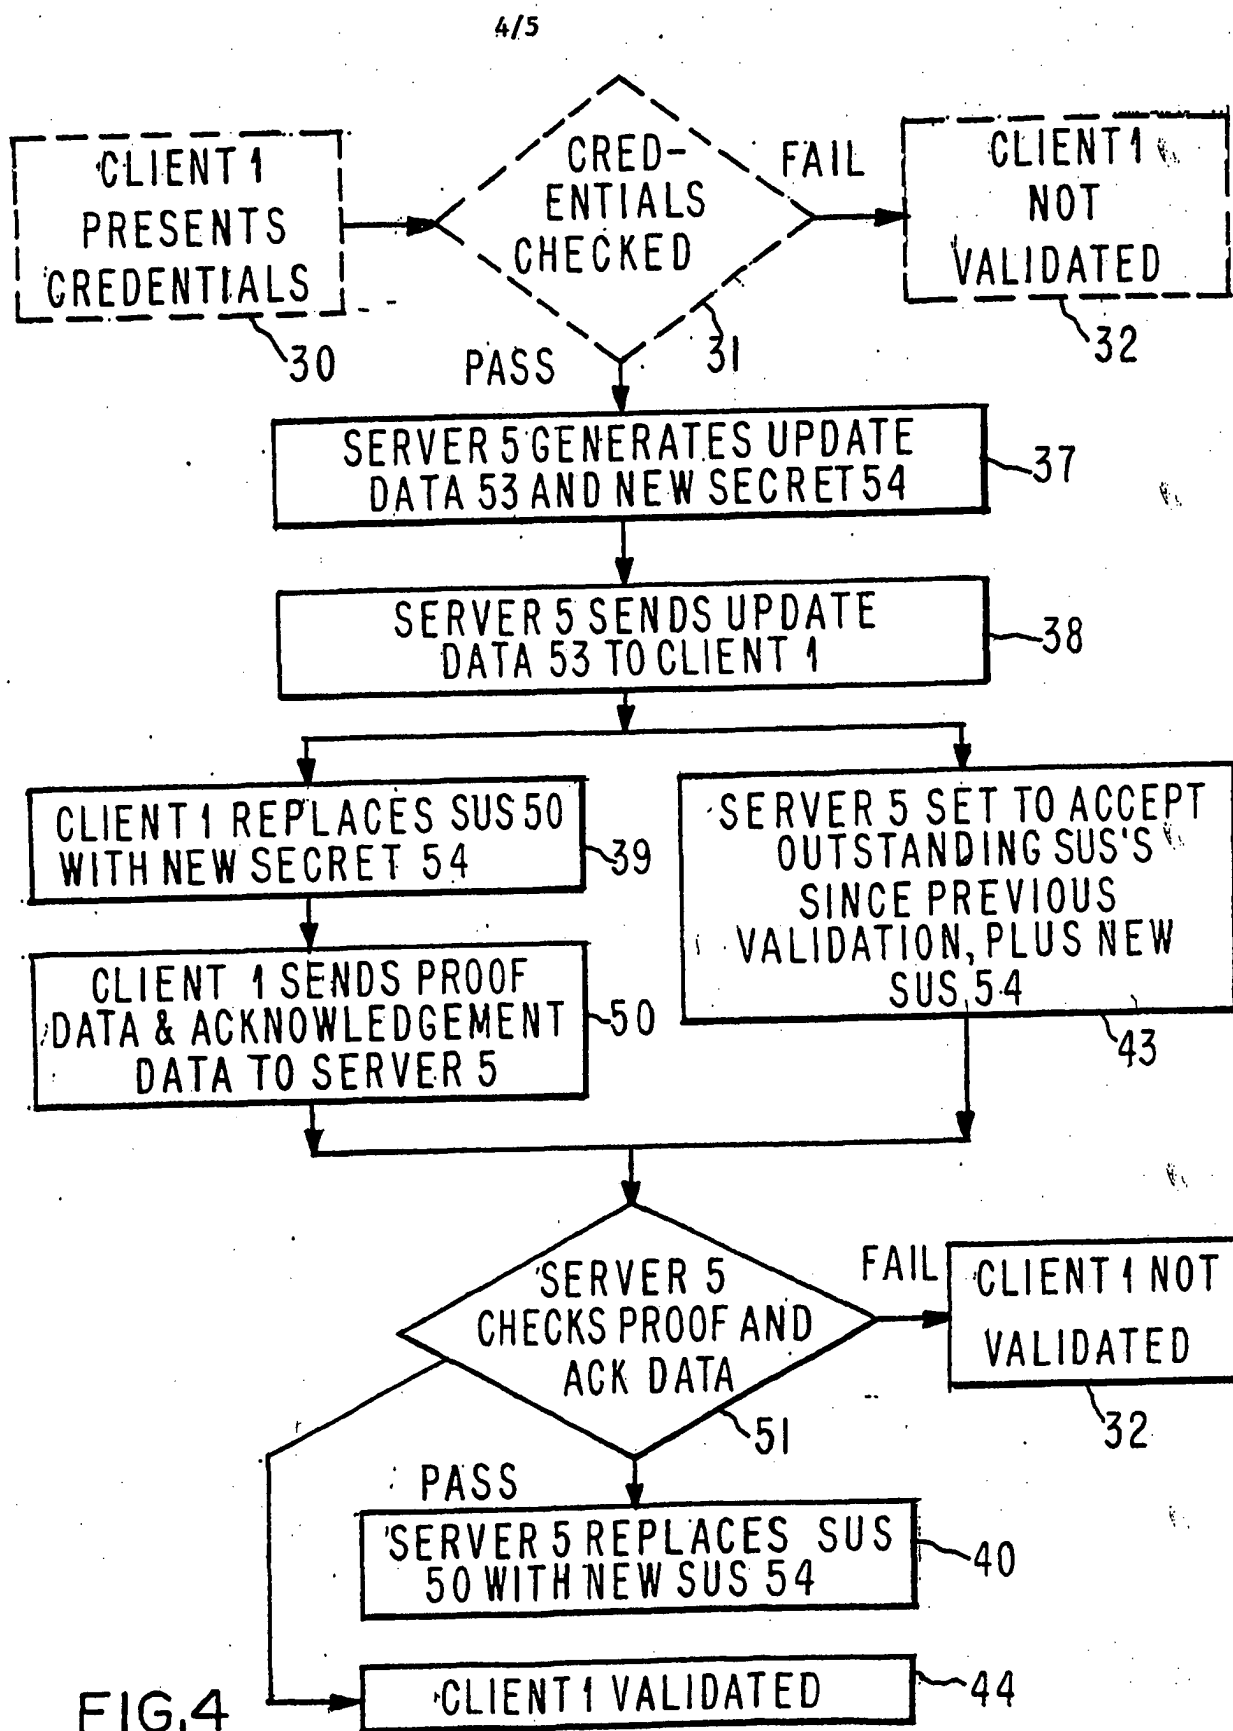 4/5
CLIENT 1
PRESENTS
CREDENTIALS
30
CRED-
ENTIALS
CHECKED
31
FAIL
CLIENT 1
NOT
VALIDATED
32
PASS
SERVER 5 GENERATES UPDATE
DATA 53 AND NEW SECRET 54
37
SERVER 5 SENDS UPDATE
DATA 53 TO CLIENT 1
38
CLIENT 1 REPLACES SUS 50
WITH NEW SECRET 54
39
SERVER 5 SET TO ACCEPT
OUTSTANDING SUS'S
SINCE PREVIOUS
VALIDATION, PLUS NEW
SUS 54
43
CLIENT 1 SENDS PROOF
DATA & ACKNOWLEDGEMENT
DATA TO SERVER 5
50
SERVER 5
CHECKS PROOF AND
ACK DATA
51
FAIL
CLIENT 1 NOT
VALIDATED
32
PASS
SERVER 5 REPLACES SUS
50 WITH NEW SUS 54
40
CLIENT 1 VALIDATED
44
FIG.4